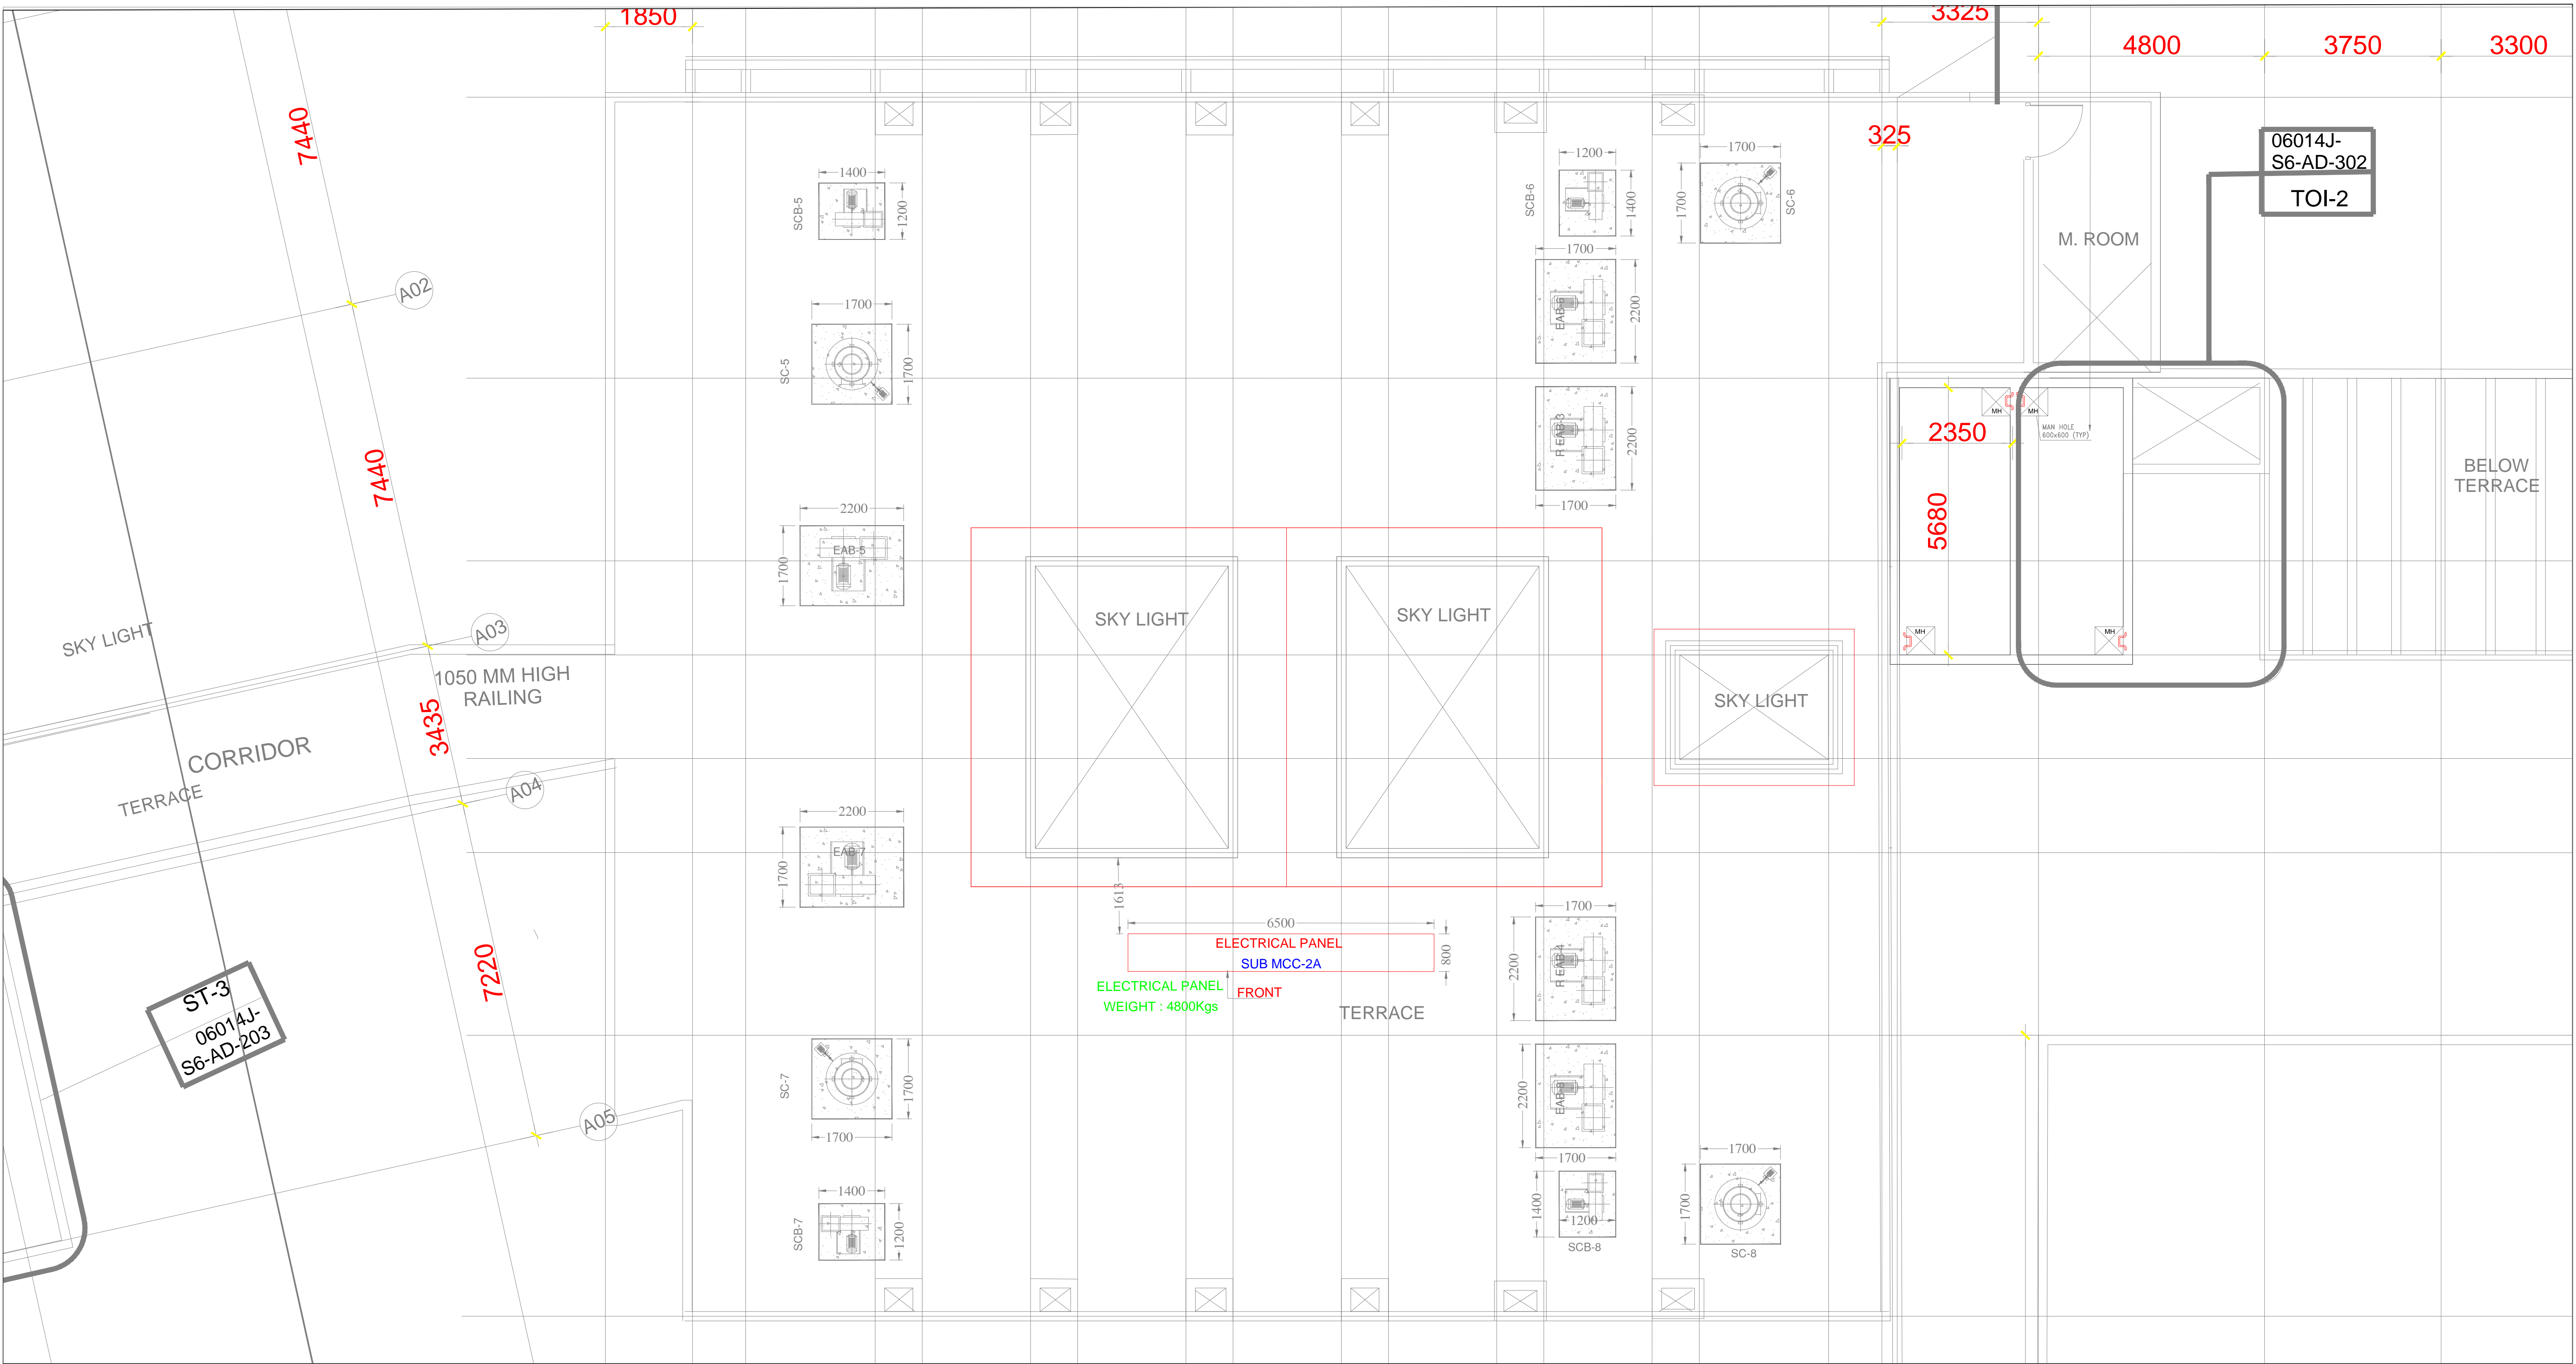 1850
3325
4800
3750
3300
7440
325
06014J-
S6-AD-302
TOI-2
1400
1200
SCB-5
1200
1400
SCB-6
1700
1700
SC-6
M. ROOM
A02
1700
1700
SC-5
1700
2200
EAB-6
2200
R EAB-3
1700
MH
MH
MAN HOLE
600x600 (TYP)
2350
5680
BELOW
TERRACE
7440
2200
1700
EAB-5
SKY LIGHT
SKY LIGHT
SKY LIGHT
MH
MH
SKY LIGHT
A03
1050 MM HIGH
RAILING
3435
CORRIDOR
TERRACE
A04
2200
1700
EAB-7
1613
6500
800
ELECTRICAL PANEL
SUB MCC-2A
ELECTRICAL PANEL
WEIGHT : 4800Kgs
FRONT
TERRACE
1700
2200
R EAB-4
7220
ST-3
06014J-
S6-AD-203
A05
SC-7
1700
1700
2200
EAB-8
1700
1400
1200
SCB-7
1400
1200
SCB-8
1700
1700
SC-8